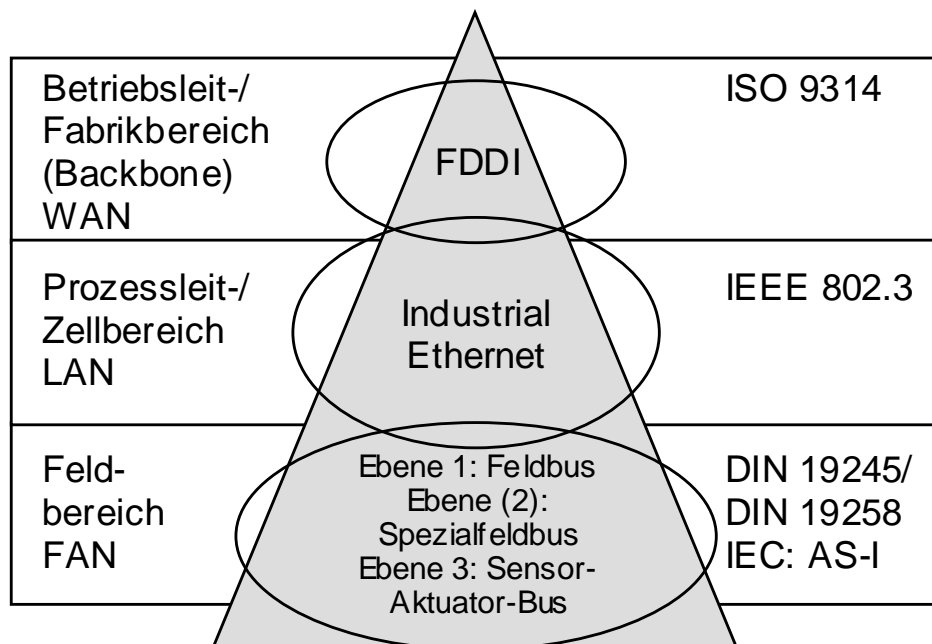 Betriebsleit-/
Fabrikbereich
(Backbone)
WAN
FDDI
ISO 9314
Prozessleit-/
Zellbereich
LAN
Industrial
Ethernet
IEEE 802.3
Feld-
bereich
FAN
Ebene 1: Feldbus
Ebene (2):
Spezialfeldbus
Ebene 3: Sensor-
Aktuator-Bus
DIN 19245/
DIN 19258
IEC: AS-I